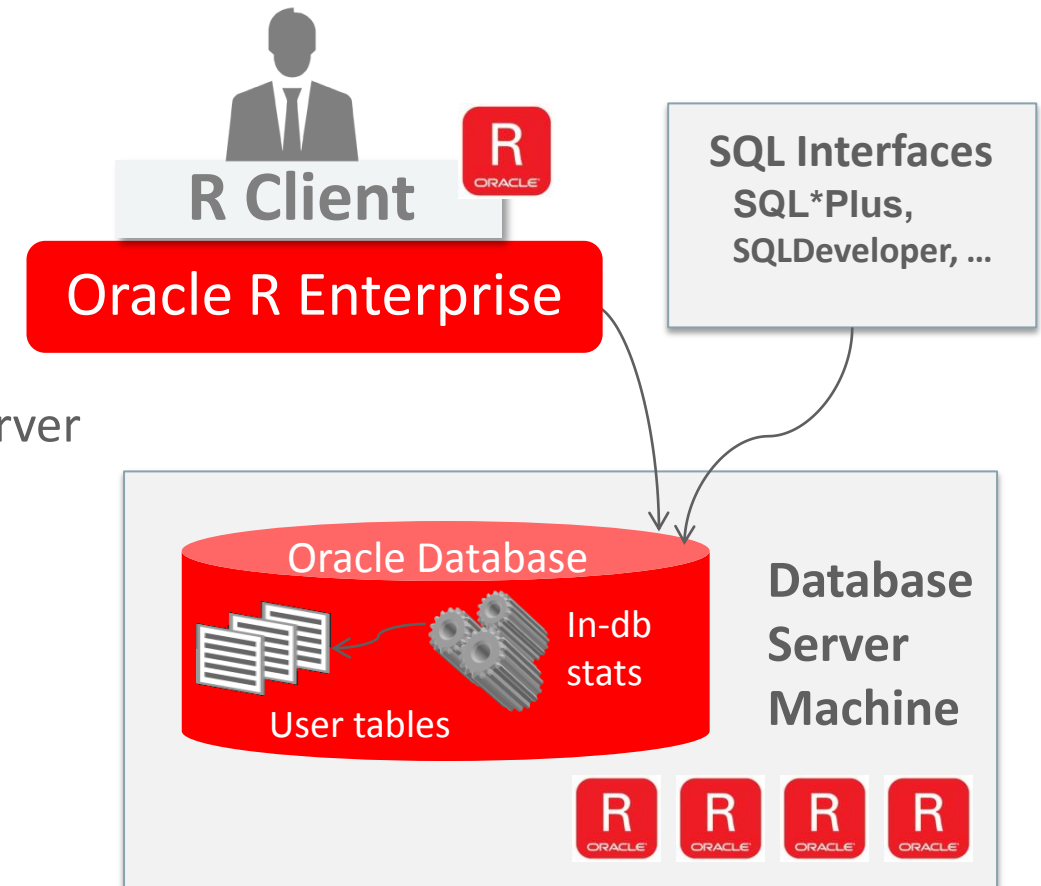 R
ORACLE
R Client
Oracle R Enterprise
SQL Interfaces
SQL*Plus,
SQLDeveloper, ...
rver
Oracle Database
In-db
stats
User tables
Database
Server
Machine
R
ORACLE
R
ORACLE
R
ORACLE
R
ORACLE